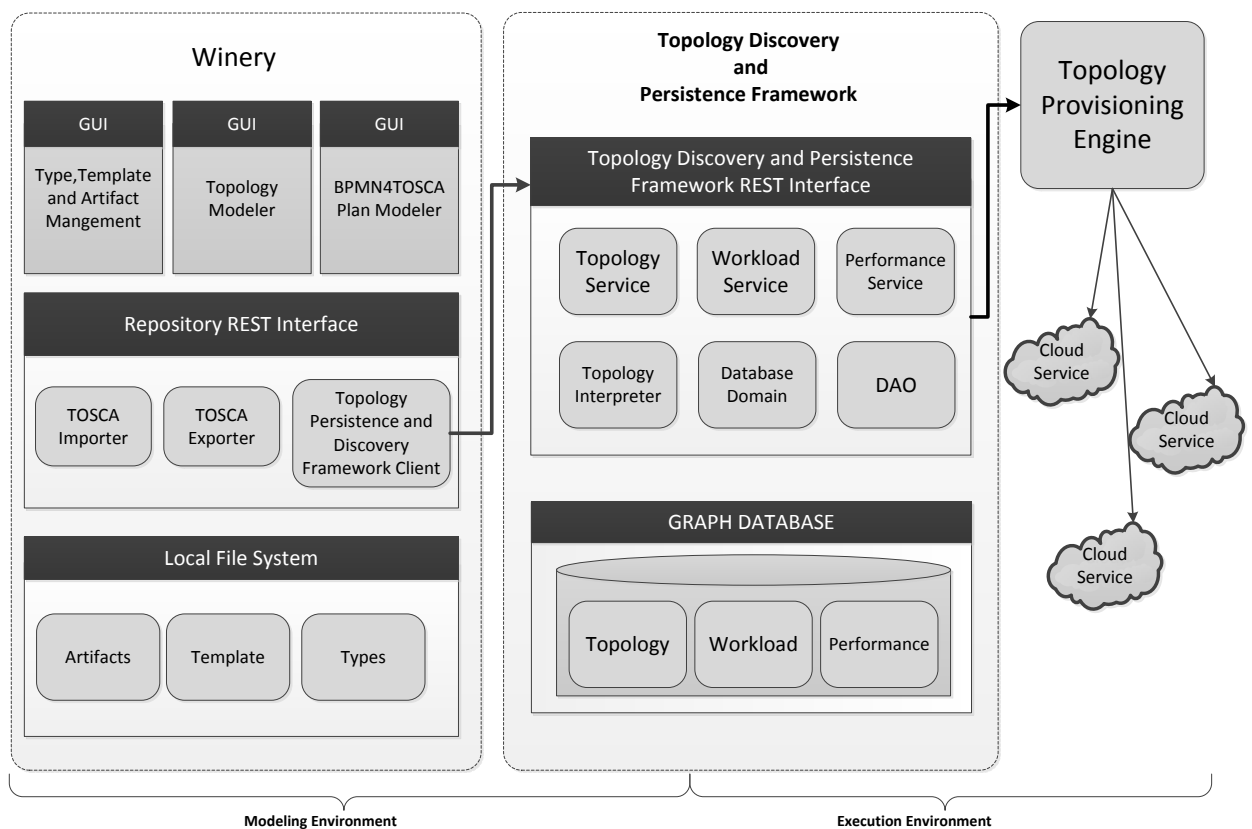 Winery
GUI
Type,Template
and Artifact
Mangement
GUI
Topology
Modeler
GUI
BPMN4TOSCA
Plan Modeler
Repository REST Interface
TOSCA
Importer
TOSCA
Exporter
Topology
Persistence and
Discovery
Framework Client
Local File System
Artifacts
Template
Types
Topology Discovery
and
Persistence Framework
Topology Discovery and Persistence
Framework REST Interface
Topology
Service
Workload
Service
Performance
Service
Topology
Interpreter
Database
Domain
DAO
GRAPH DATABASE
Topology
Workload
Performance
Topology
Provisioning
Engine
Cloud
Service
Cloud
Service
Cloud
Service
Modeling Environment
Execution Environment